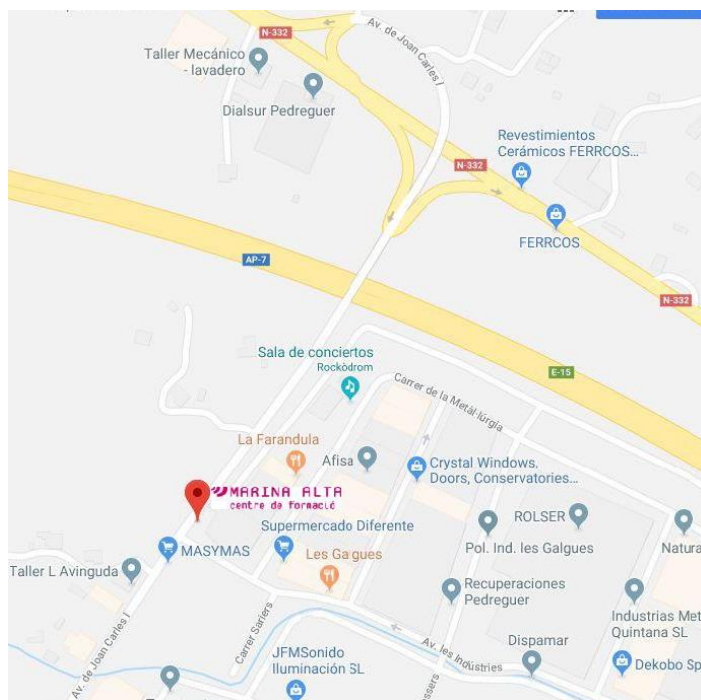 Av. de Joan Carles I
N-332
Taller Mecánico
- lavadero
Dialsur Pedreguer
Revestimientos
Cerámicos FERRCOS...
N-332
FERRCOS
AP-7
N-332
Sala de conciertos
Rockòdrom
E-15
Carrer de la Metàl·lúrgia
La Farandula
Afisa
Crystal Windows,
Doors, Conservatories...
MARINA ALTA
centre de formació
ROLSER
Supermercado Diferente
Pol. Ind. les Galgues
Natura
MASYMAS
Les Galgues
Taller L Avinguda
Recuperaciones
Pedreguer
Industrias Met
Quintana SL
Av. de Joan Carles I
Carrer Sariers
Av. les Indústries
Dispamar
JFMSonido
Iluminación SL
Dekobo Sp
ssers